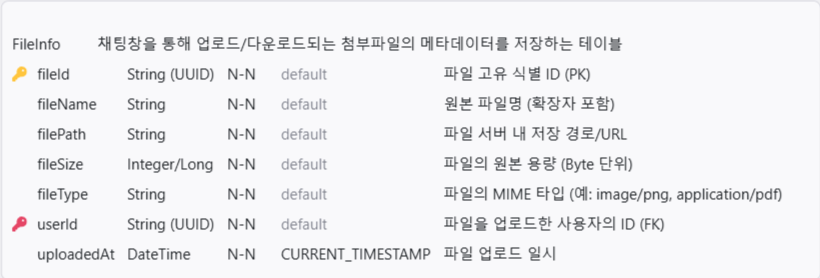 FileInfo 채팅창을 통해 업로드/다운로드되는 첨부파일의 메타데이터를 저장하는 테이블
fileId String (UUID) N-N default 파일 고유 식별 ID (PK)
fileName String N-N default 원본 파일명 (확장자 포함)
filePath String N-N default 파일 서버 내 저장 경로/URL
fileSize Integer/Long N-N default 파일의 원본 용량 (Byte 단위)
fileType String N-N default 파일의 MIME 타입 (예: image/png, application/pdf)
userId String (UUID) N-N default 파일을 업로드한 사용자의 ID (FK)
uploadedAt DateTime N-N CURRENT_TIMESTAMP 파일 업로드 일시